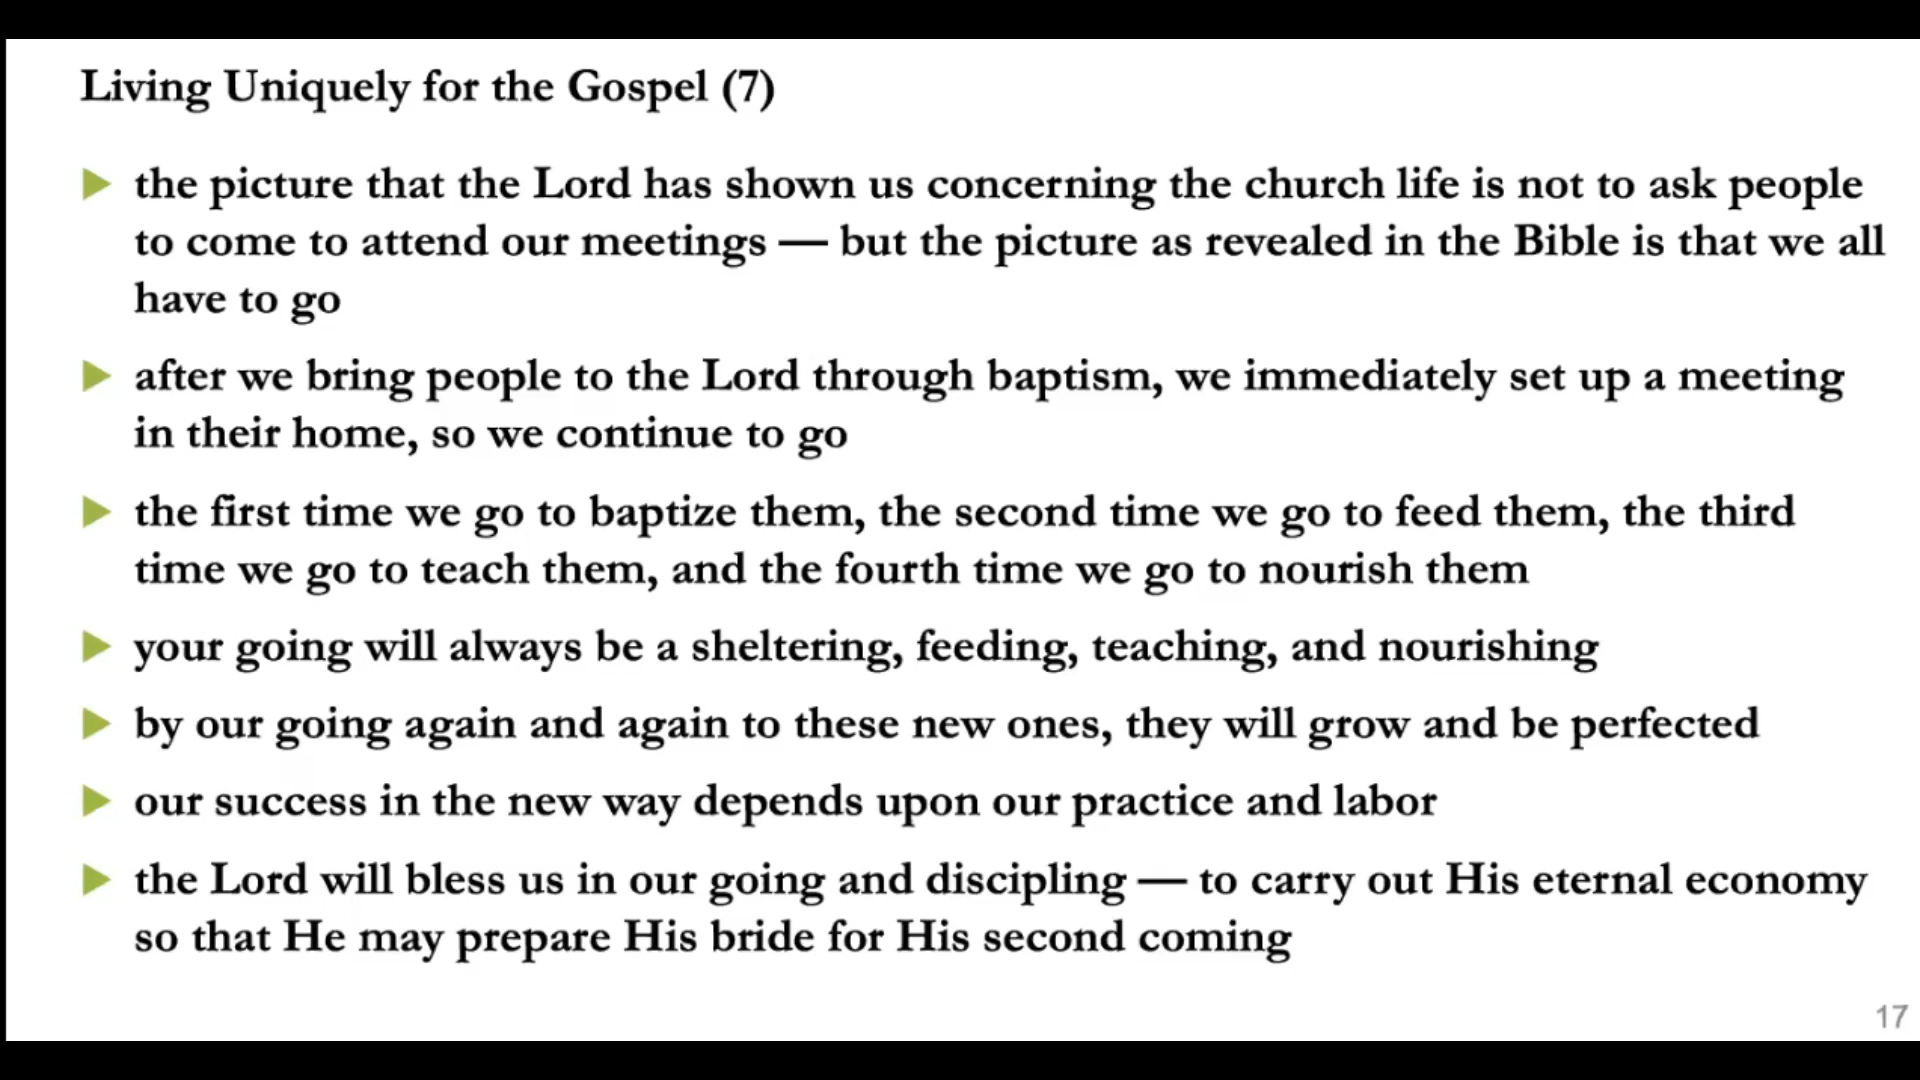 Living Uniquely for the Gospel (7)
the picture that the Lord has shown us concerning the church life is not to ask people
to come to attend our meetings — but the picture as revealed in the Bible is that we all
have to go
after we bring people to the Lord through baptism, we immediately set up a meeting
in their home, so we continue to go
the first time we go to baptize them, the second time we go to feed them, the third
time we go to teach them, and the fourth time we go to nourish them
your going will always be a sheltering, feeding, teaching, and nourishing
by our going again and again to these new ones, they will grow and be perfected
our success in the new way depends upon our practice and labor
the Lord will bless us in our going and discipling — to carry out His eternal economy
so that He may prepare His bride for His second coming
17